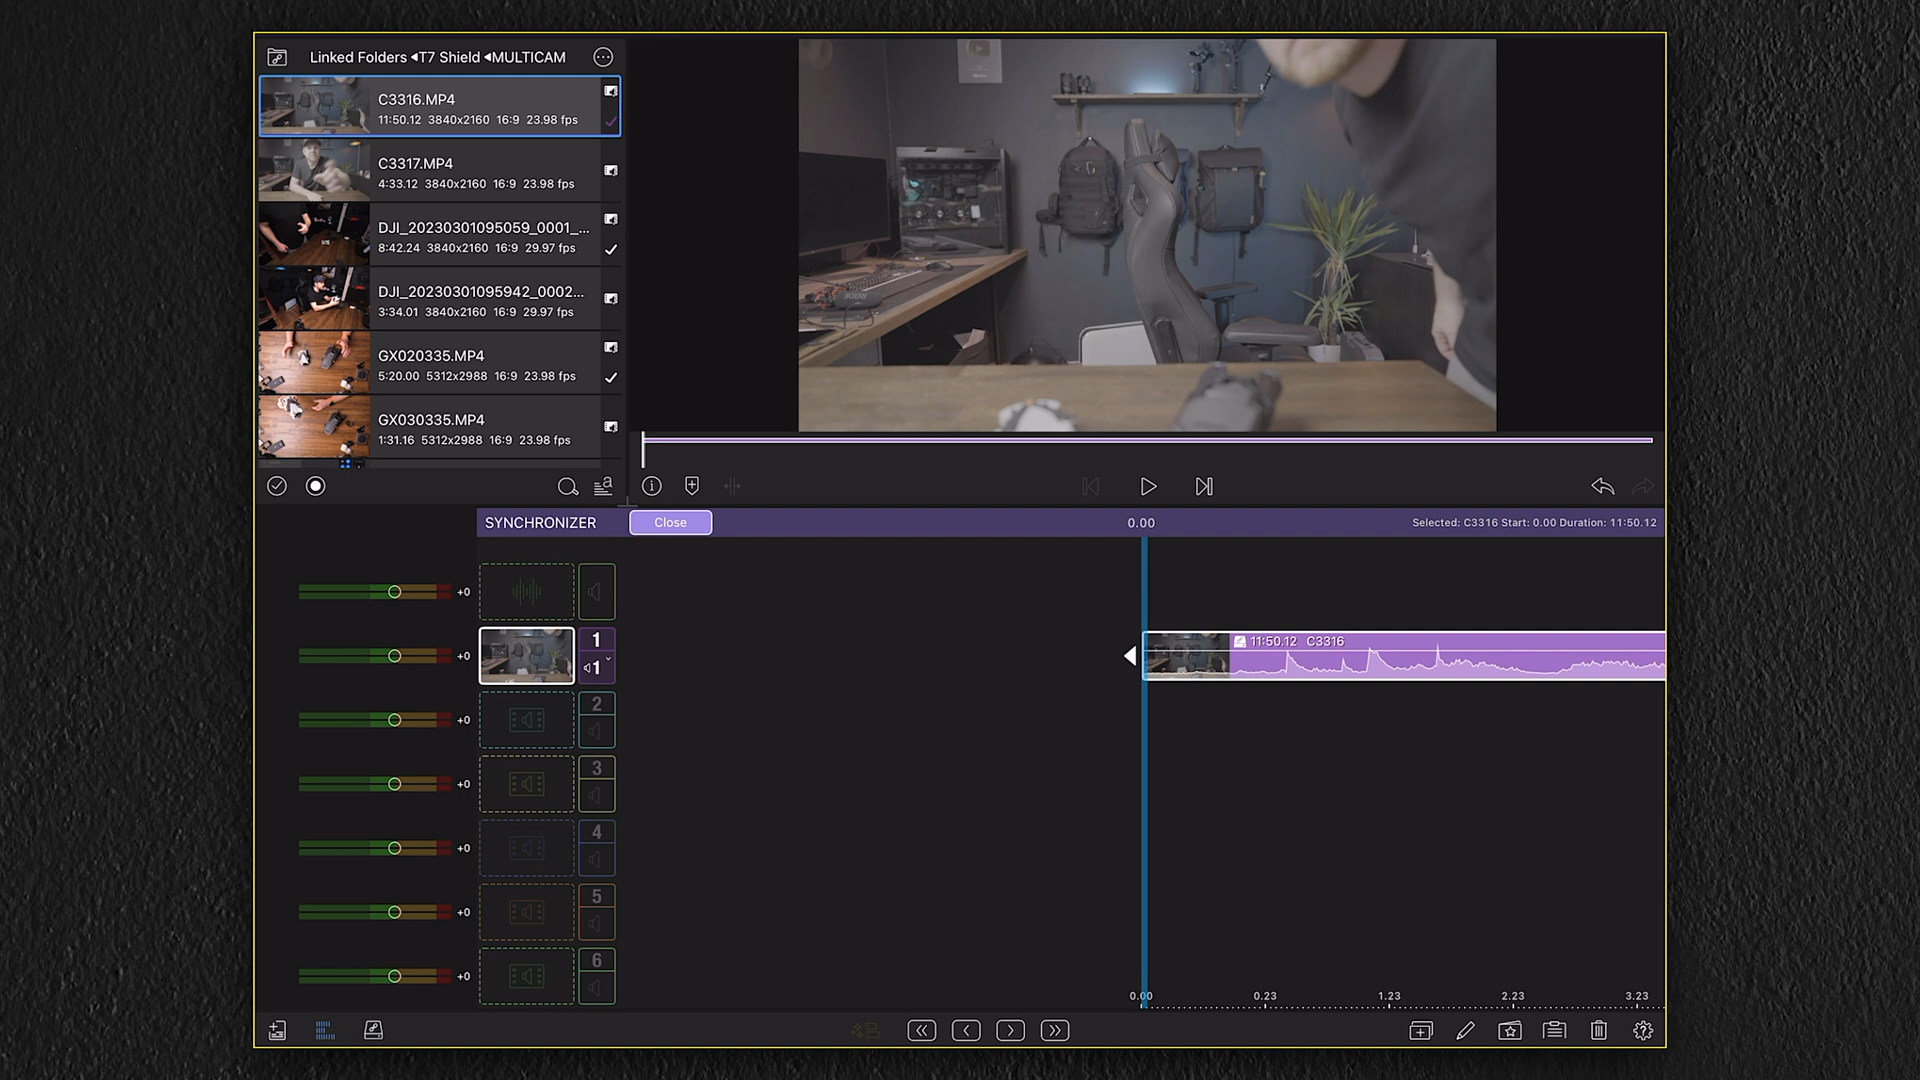 Linked Folders ◀T7 Shield ◀MULTICAM
C3316.MP4
11:50.12 3840x2160 16:9 23.98 fps
C3317.MP4
4:33.12 3840x2160 16:9 23.98 fps
DJI_20230301095059_0001_...
8:42.24 3840x2160 16:9 29.97 fps
DJI_20230301095942_0002...
3:34.01 3840x2160 16:9 29.97 fps
GX020335.MP4
5:20.00 5312x2988 16:9 23.98 fps
GX030335.MP4
1:31.16 5312x2988 16:9 23.98 fps
SYNCHRONIZER
Close
0.00
Selected: C3316 Start: 0.00 Duration: 11:50.12
+0
+0
1
1
11:50.12 C3316
+0
2
+0
3
+0
4
+0
5
+0
6
0.00 0.23 1.23 2.23 3.23